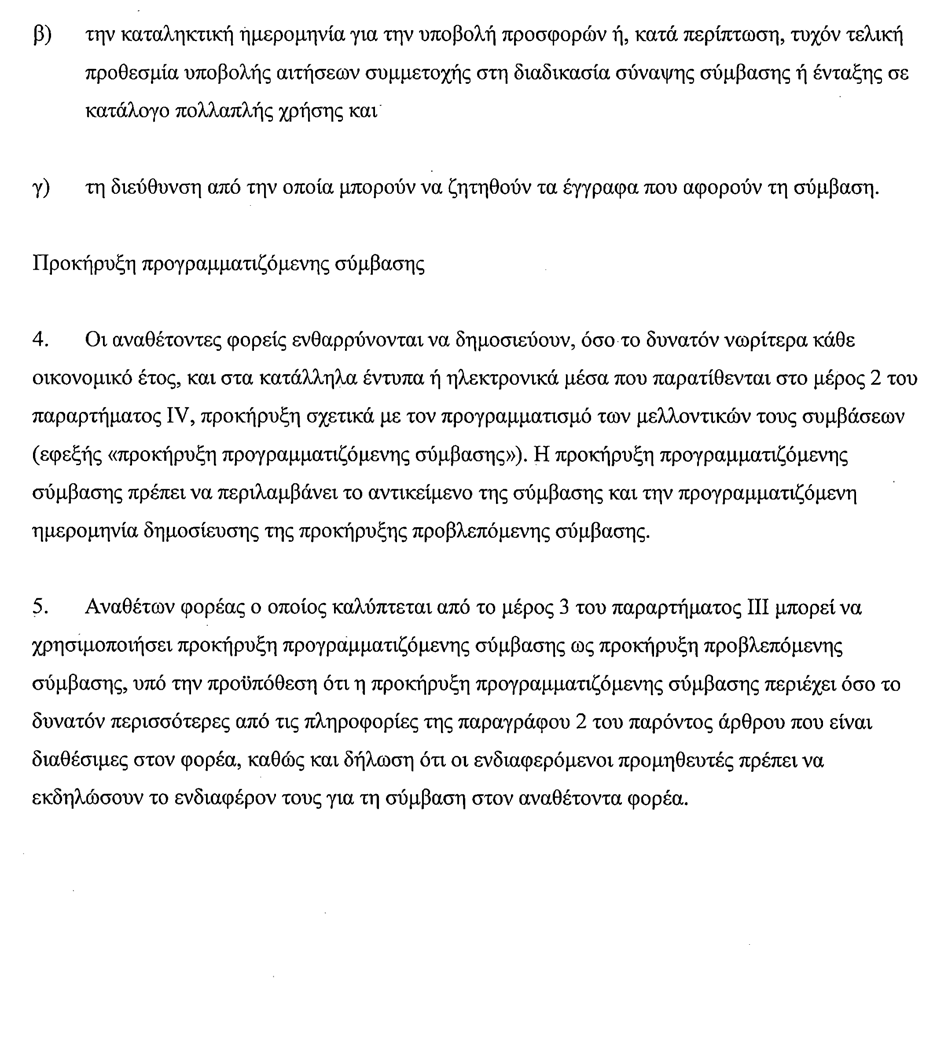 β) την καταληκτική ημερομηνία για την υποβολή προσφορών ή, κατά περίπτωση, τυχόν τελική
προθεσμία υποβολής αιτήσεων συμμετοχής στη διαδικασία σύναψης σύμβασης ή ένταξης σε
κατάλογο πολλαπλής χρήσης και
γ) τη διεύθυνση από την οποία μπορούν να ζητηθούν τα έγγραφα που αφορούν τη σύμβαση.
Προκήρυξη προγραμματιζόμενης σύμβασης
4. Οι αναθέτοντες φορείς ενθαρρύνονται να δημοσιεύουν, όσο το δυνατόν νωρίτερα κάθε
οικονομικό έτος, και στα κατάλληλα έντυπα ή ηλεκτρονικά μέσα που παρατίθενται στο μέρος 2 του
παραρτήματος IV, προκήρυξη σχετικά με τον προγραμματισμό των μελλοντικών τους συμβάσεων
(εφεξής «προκήρυξη προγραμματιζόμενης σύμβασης»). Η προκήρυξη προγραμματιζόμενης
σύμβασης πρέπει να περιλαμβάνει το αντικείμενο της σύμβασης και την προγραμματιζόμενη
ημερομηνία δημοσίευσης της προκήρυξης προβλεπόμενης σύμβασης.
5. Αναθέτων φορέας ο οποίος καλύπτεται από το μέρος 3 του παραρτήματος III μπορεί να
χρησιμοποιήσει προκήρυξη προγραμματιζόμενης σύμβασης ως προκήρυξη προβλεπόμενης
σύμβασης, υπό την προϋπόθεση ότι η προκήρυξη προγραμματιζόμενης σύμβασης περιέχει όσο το
δυνατόν περισσότερες από τις πληροφορίες της παραγράφου 2 του παρόντος άρθρου που είναι
διαθέσιμες στον φορέα, καθώς και δήλωση ότι οι ενδιαφερόμενοι προμηθευτές πρέπει να
εκδηλώσουν το ενδιαφέρον τους για τη σύμβαση στον αναθέτοντα φορέα.